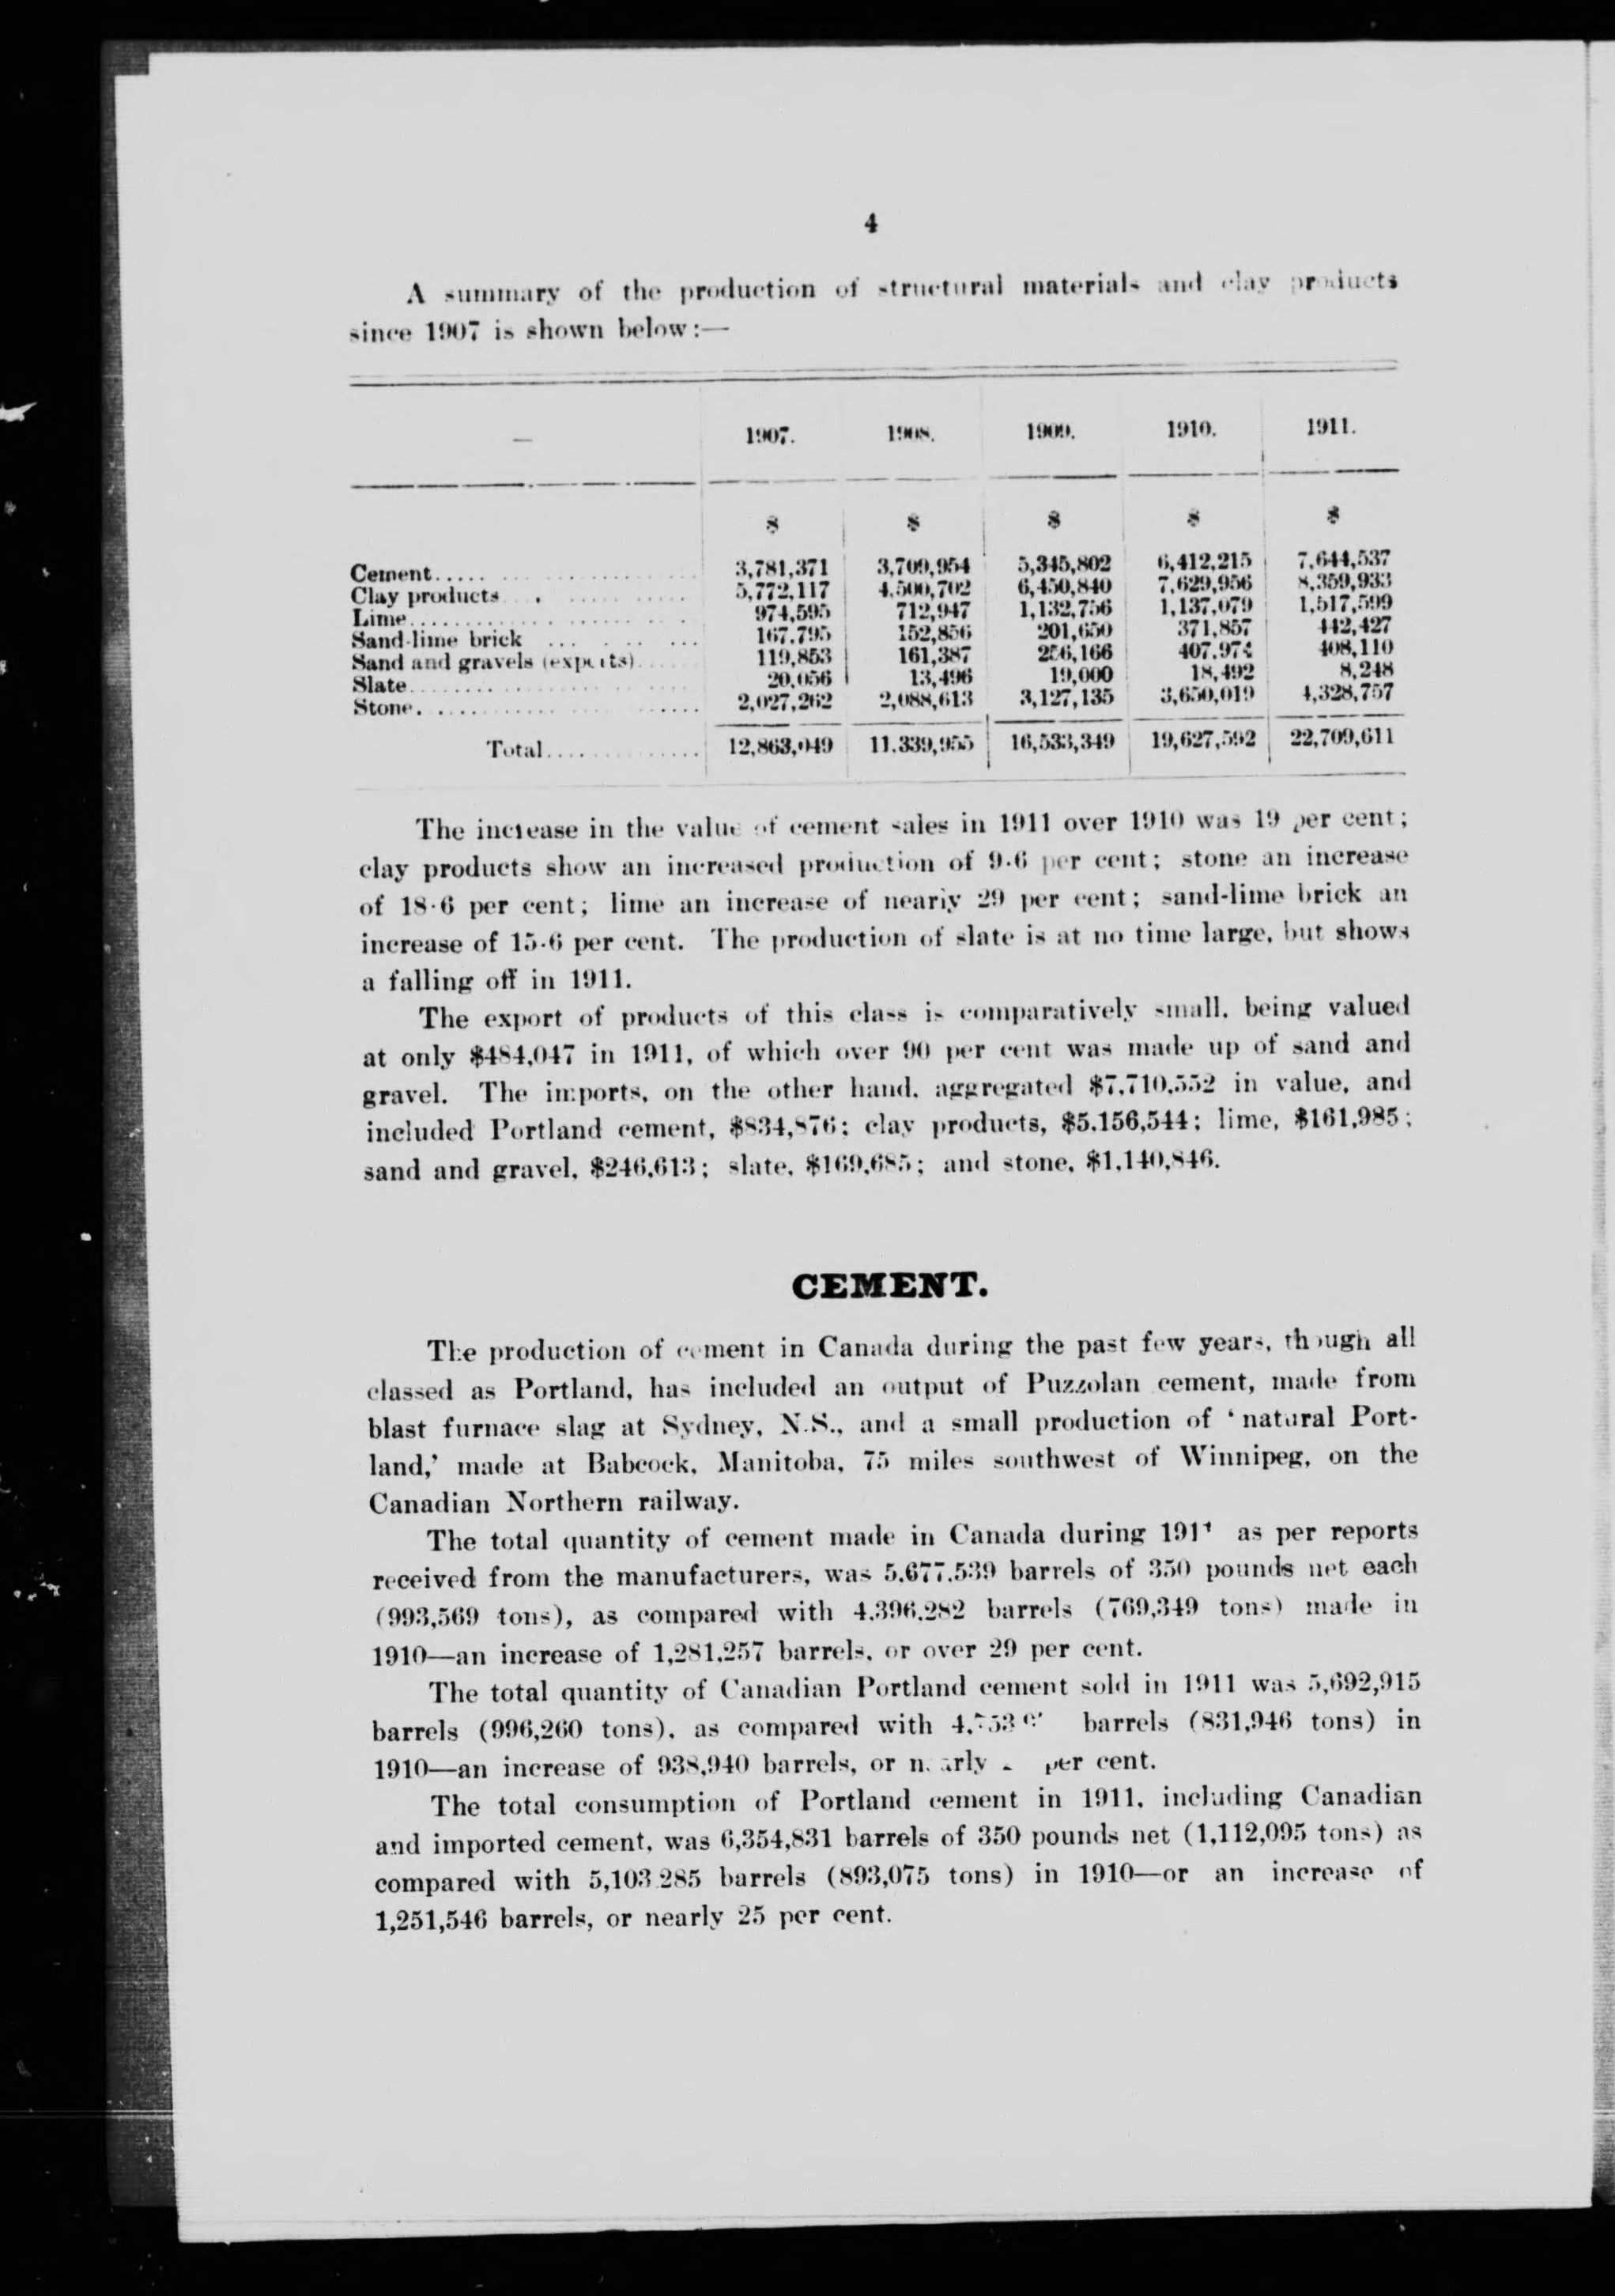 4
A summary of the production of structural materials and clay products
since 1907 is shown below:—
— 1907. 1908. 1909. 1910. 1911.
$ $ $ $ $
Cement..... 3,781,371 3,709,954 5,345,802 6,412,215 7,644,537
Clay products 5,772,117 4,500,702 6,450,840 7,629,956 8,359,933
Lime..... 974,595 712,947 1,132,756 1,137,079 1,517,599
Sand-lime brick ..... 167,795 152,856 201,650 371,857 442,427
Sand and gravels (exports)..... 119,853 161,387 256,166 407,974 408,110
Slate..... 20,056 13,496 19,000 18,492 8,248
Stone..... 2,027,262 2,088,613 3,127,135 3,650,019 4,328,757
Total..... 12,863,049 11,339,955 16,533,349 19,627,592 22,709,611
The increase in the value of cement sales in 1911 over 1910 was 19 per cent;
clay products show an increased production of 9·6 per cent; stone an increase
of 18·6 per cent; lime an increase of nearly 29 per cent; sand-lime brick an
increase of 15·6 per cent. The production of slate is at no time large, but shows
a falling off in 1911.
The export of products of this class is comparatively small, being valued
at only $484,047 in 1911, of which over 90 per cent was made up of sand and
gravel. The imports, on the other hand, aggregated $7,710,552 in value, and
included Portland cement, $834,876; clay products, $5,156,544; lime, $161,985;
sand and gravel, $246,613; slate, $169,685; and stone, $1,140,846.
CEMENT.
The production of cement in Canada during the past few years, though all
classed as Portland, has included an output of Puzzolan cement, made from
blast furnace slag at Sydney, N.S., and a small production of 'natural Port-
land,' made at Babcock, Manitoba, 75 miles southwest of Winnipeg, on the
Canadian Northern railway.
The total quantity of cement made in Canada during 1911 as per reports
received from the manufacturers, was 5,677,539 barrels of 350 pounds net each
(993,569 tons), as compared with 4,396,282 barrels (769,349 tons) made in
1910—an increase of 1,281,257 barrels, or over 29 per cent.
The total quantity of Canadian Portland cement sold in 1911 was 5,692,915
barrels (996,260 tons), as compared with barrels (831,946 tons) in
1910—an increase of 938,940 barrels, or nearly per cent.
The total consumption of Portland cement in 1911, including Canadian
and imported cement, was 6,354,831 barrels of 350 pounds net (1,112,095 tons) as
compared with 5,103,285 barrels (893,075 tons) in 1910—or an increase of
1,251,546 barrels, or nearly 25 per cent.